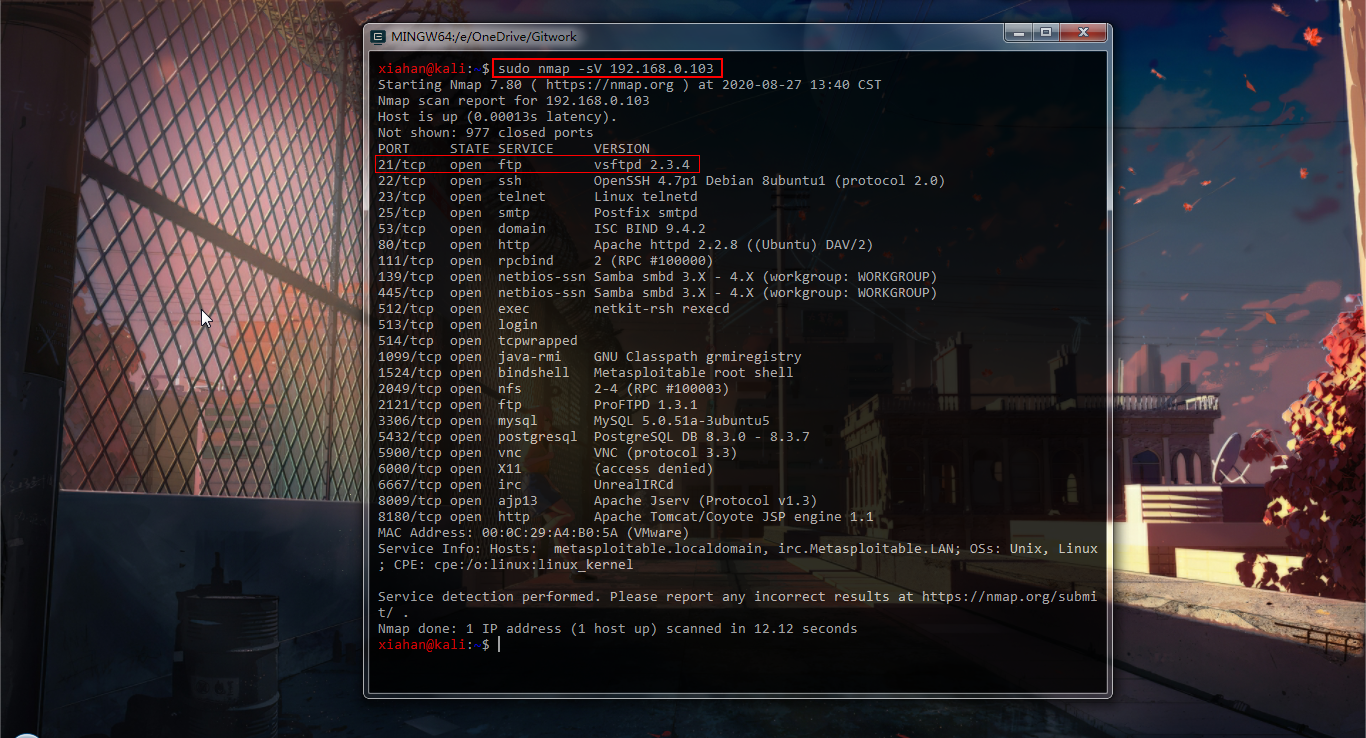 MINGW64:/e/OneDrive/Gitwork
xiahan@kali:~$ sudo nmap -sV 192.168.0.103
Starting Nmap 7.80 ( https://nmap.org ) at 2020-08-27 13:40 CST
Nmap scan report for 192.168.0.103
Host is up (0.00013s latency).
Not shown: 977 closed ports
PORT     STATE SERVICE     VERSION
21/tcp   open  ftp         vsftpd 2.3.4
22/tcp   open  ssh         OpenSSH 4.7p1 Debian 8ubuntu1 (protocol 2.0)
23/tcp   open  telnet      Linux telnetd
25/tcp   open  smtp        Postfix smtpd
53/tcp   open  domain      ISC BIND 9.4.2
80/tcp   open  http        Apache httpd 2.2.8 ((Ubuntu) DAV/2)
111/tcp  open  rpcbind     2 (RPC #100000)
139/tcp  open  netbios-ssn Samba smbd 3.X - 4.X (workgroup: WORKGROUP)
445/tcp  open  netbios-ssn Samba smbd 3.X - 4.X (workgroup: WORKGROUP)
512/tcp  open  exec        netkit-rsh rexecd
513/tcp  open  login
514/tcp  open  tcpwrapped
1099/tcp open  java-rmi    GNU Classpath grmiregistry
1524/tcp open  bindshell   Metasploitable root shell
2049/tcp open  nfs         2-4 (RPC #100003)
2121/tcp open  ftp         ProFTPD 1.3.1
3306/tcp open  mysql       MySQL 5.0.51a-3ubuntu5
5432/tcp open  postgresql  PostgreSQL DB 8.3.0 - 8.3.7
5900/tcp open  vnc         VNC (protocol 3.3)
6000/tcp open  X11         (access denied)
6667/tcp open  irc         UnrealIRCd
8009/tcp open  ajp13       Apache Jserv (Protocol v1.3)
8180/tcp open  http        Apache Tomcat/Coyote JSP engine 1.1
MAC Address: 00:0C:29:A4:B0:5A (VMware)
Service Info: Hosts:  metasploitable.localdomain, irc.Metasploitable.LAN; OSs: Unix, Linux
; CPE: cpe:/o:linux:linux_kernel
Service detection performed. Please report any incorrect results at https://nmap.org/submi
t/ .
Nmap done: 1 IP address (1 host up) scanned in 12.12 seconds
xiahan@kali:~$